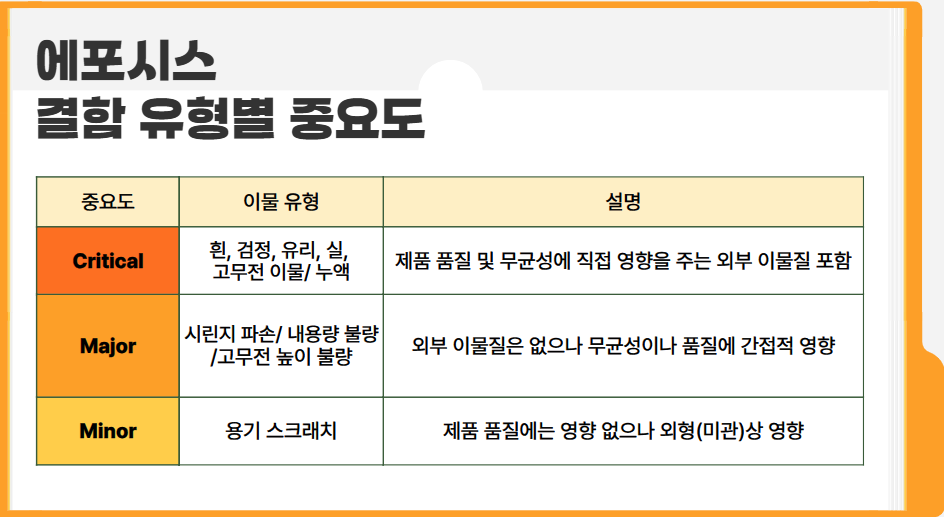 에포시스
결함 유형별 중요도
중요도
이물 유형
설명
Critical
흰, 검정, 유리, 실,
고무전 이물/ 누액
제품 품질 및 무균성에 직접 영향을 주는 외부 이물질 포함
Major
시린지 파손/ 내용량 불량
/고무전 높이 불량
외부 이물질은 없으나 무균성이나 품질에 간접적 영향
Minor
용기 스크래치
제품 품질에는 영향 없으나 외형(미관)상 영향